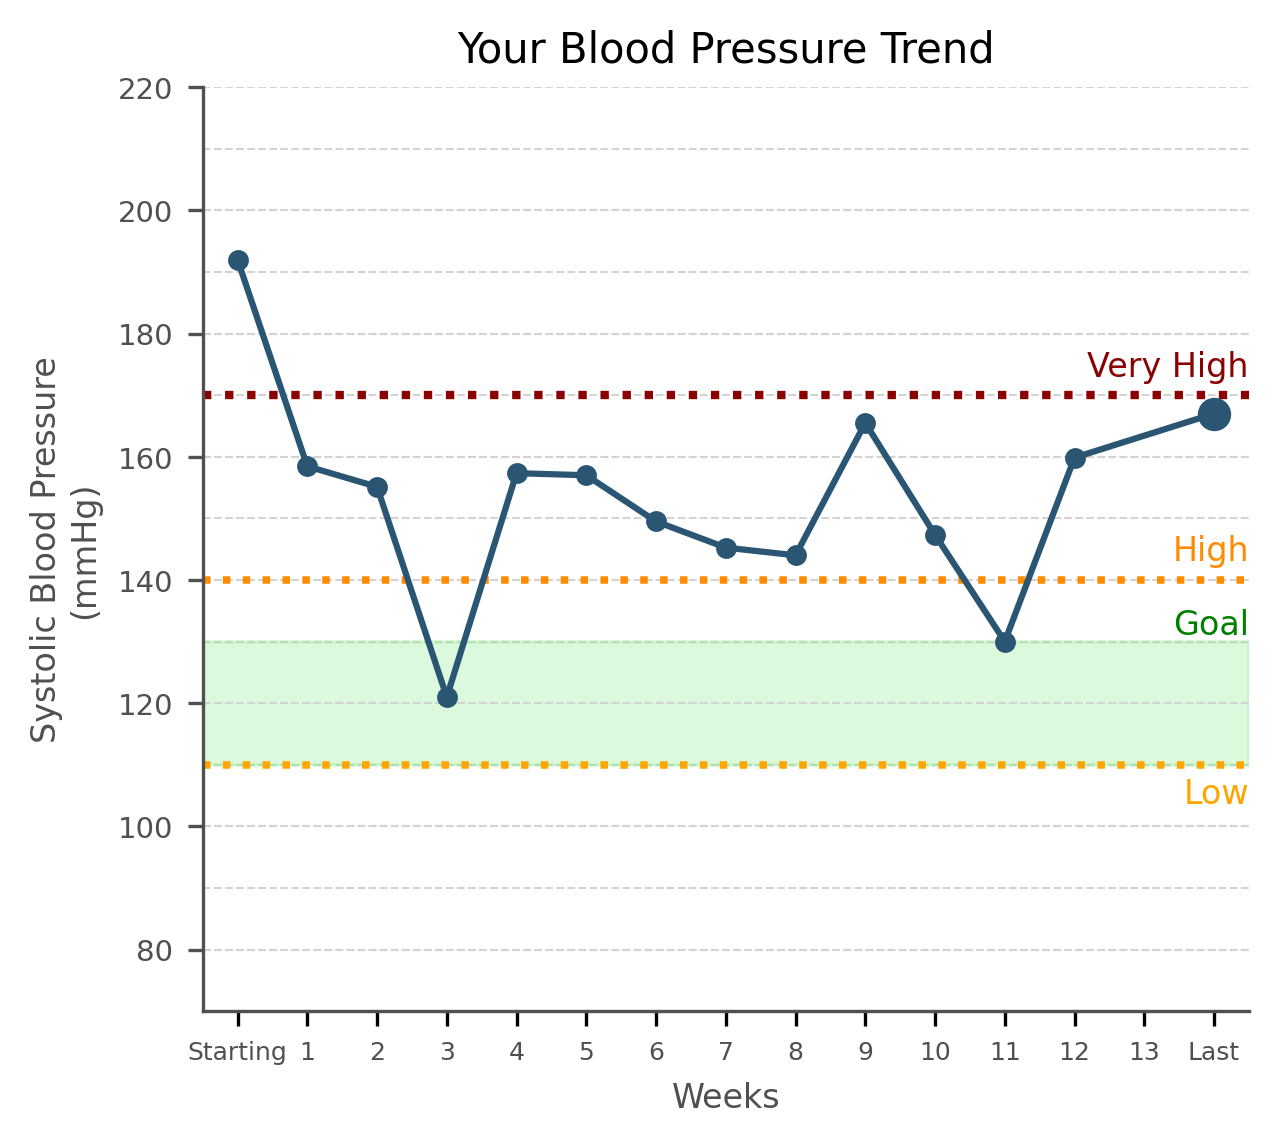 Your Blood Pressure Trend
220
200
180
160
140
120
100
80
Systolic Blood Pressure
(mmHg)
Very High
High
Goal
Low
Starting 1 2 3 4 5 6 7 8 9 10 11 12 13 Last
Weeks